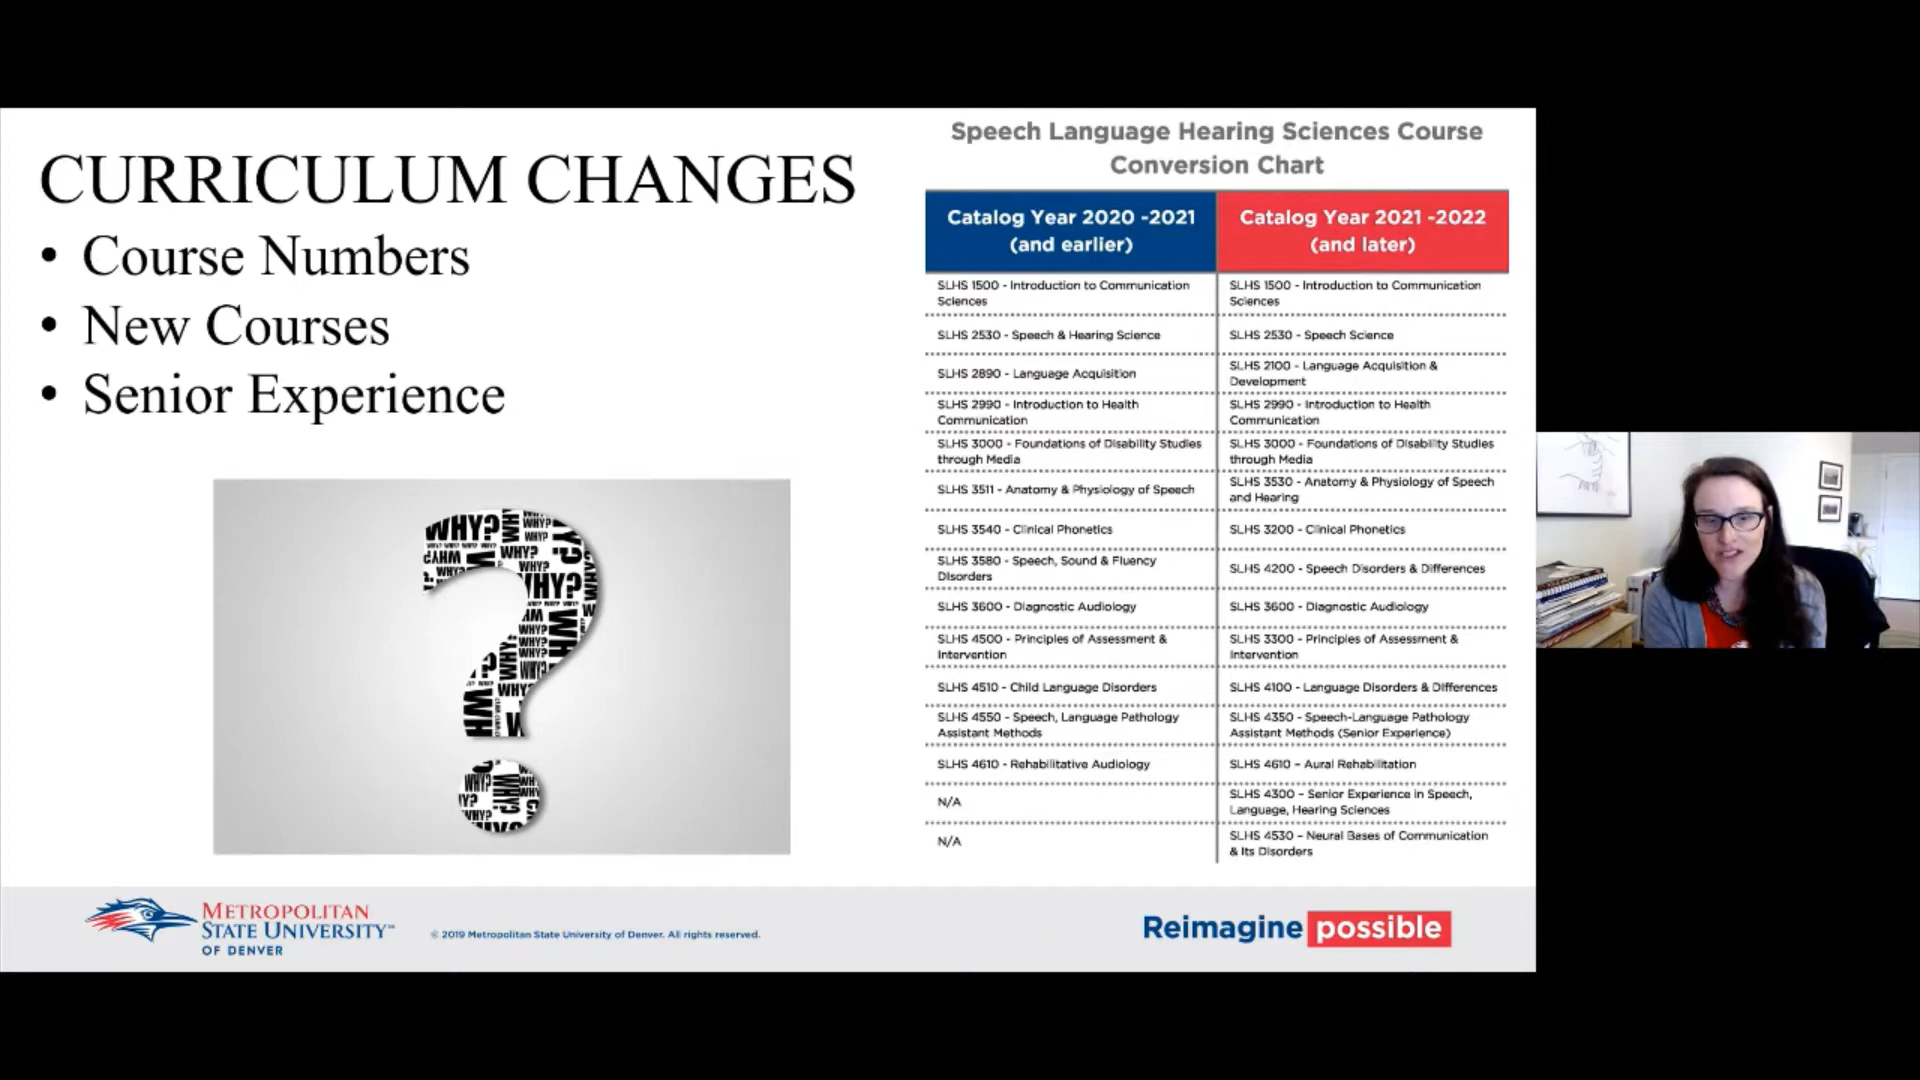 CURRICULUM CHANGES
• Course Numbers
• New Courses
• Senior Experience
WHY?
WHY?
WHY?
WHY?
WHY?
WHY?
WHY?
WHY?
Speech Language Hearing Sciences Course
Conversion Chart
Catalog Year 2020 -2021
(and earlier)
Catalog Year 2021 -2022
(and later)
SLHS 1500 - Introduction to Communication
Sciences
SLHS 1500 - Introduction to Communication
Sciences
SLHS 2530 - Speech & Hearing Science
SLHS 2530 - Speech Science
SLHS 2890 - Language Acquisition
SLHS 2100 - Language Acquisition &
Development
SLHS 2990 - Introduction to Health
Communication
SLHS 2990 - Introduction to Health
Communication
SLHS 3000 - Foundations of Disability Studies
through Media
SLHS 3000 - Foundations of Disability Studies
through Media
SLHS 3511 - Anatomy & Physiology of Speech
SLHS 3530 - Anatomy & Physiology of Speech
and Hearing
SLHS 3540 - Clinical Phonetics
SLHS 3200 - Clinical Phonetics
SLHS 3580 - Speech, Sound & Fluency
Disorders
SLHS 4200 - Speech Disorders & Differences
SLHS 3600 - Diagnostic Audiology
SLHS 3600 - Diagnostic Audiology
SLHS 4500 - Principles of Assessment &
Intervention
SLHS 3300 - Principles of Assessment &
Intervention
SLHS 4510 - Child Language Disorders
SLHS 4100 - Language Disorders & Differences
SLHS 4550 - Speech, Language Pathology
Assistant Methods
SLHS 4350 - Speech-Language Pathology
Assistant Methods (Senior Experience)
SLHS 4610 - Rehabilitative Audiology
SLHS 4610 – Aural Rehabilitation
N/A
SLHS 4300 – Senior Experience in Speech,
Language, Hearing Sciences
N/A
SLHS 4530 – Neural Bases of Communication
& Its Disorders
METROPOLITAN
STATE UNIVERSITY™
OF DENVER
© 2019 Metropolitan State University of Denver. All rights reserved.
Reimagine possible